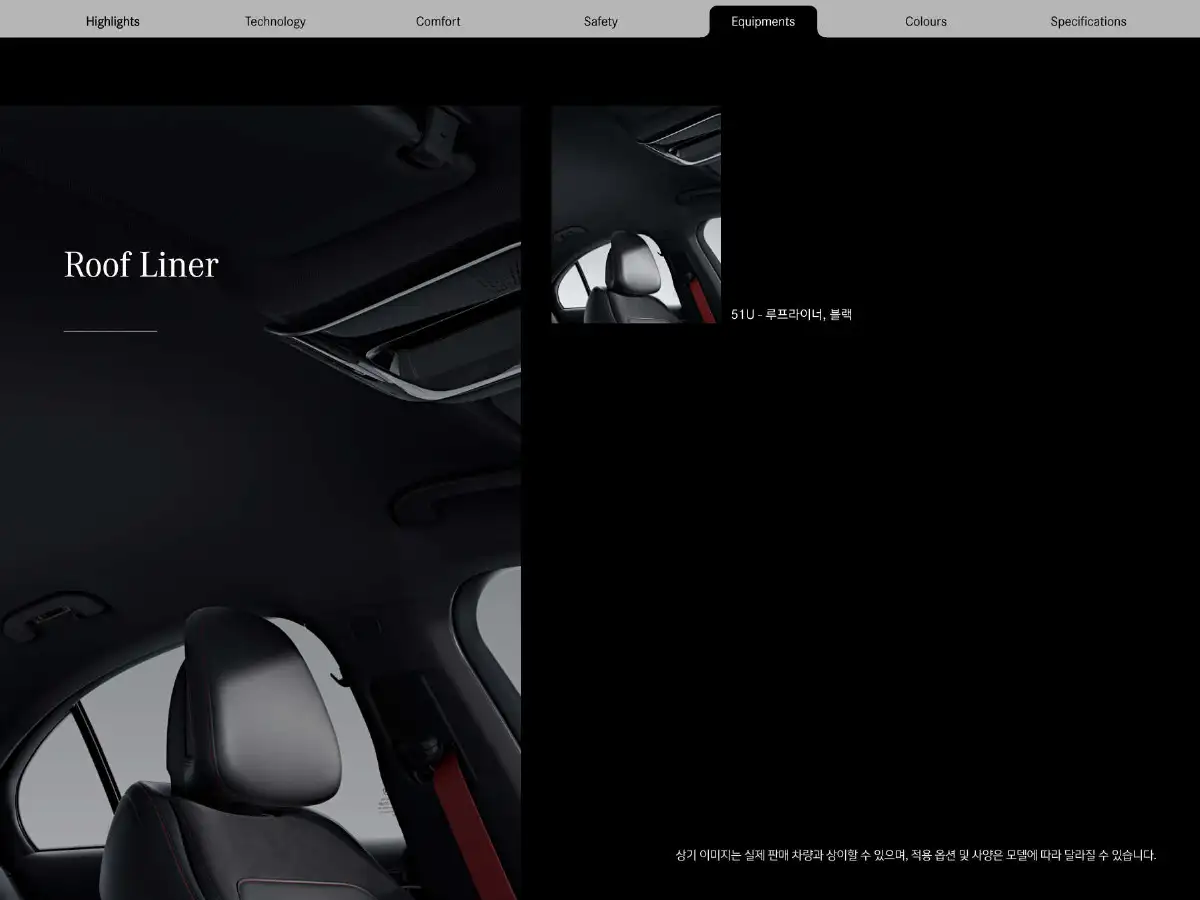 Highlights
Technology
Comfort
Safety
Equipments
Colours
Specifications
Roof Liner
51U - 루프라이너, 블랙
상기 이미지는 실제 판매 차량과 상이할 수 있으며, 적용 옵션 및 사양은 모델에 따라 달라질 수 있습니다.